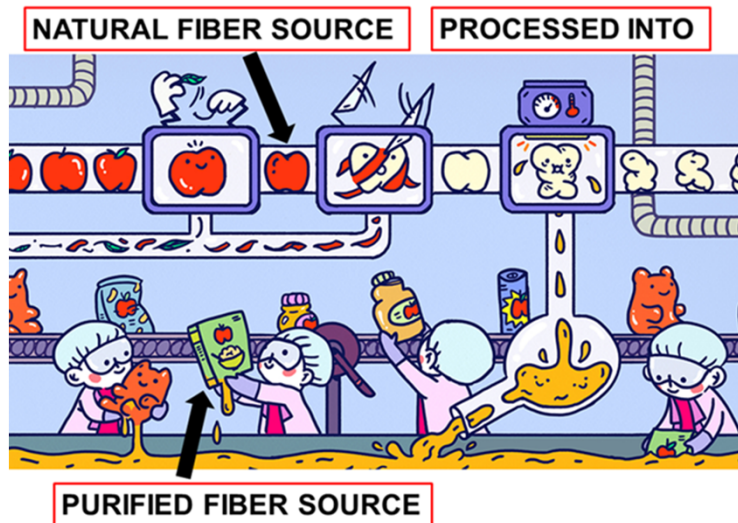 NATURAL FIBER SOURCE
PROCESSED INTO
PURIFIED FIBER SOURCE